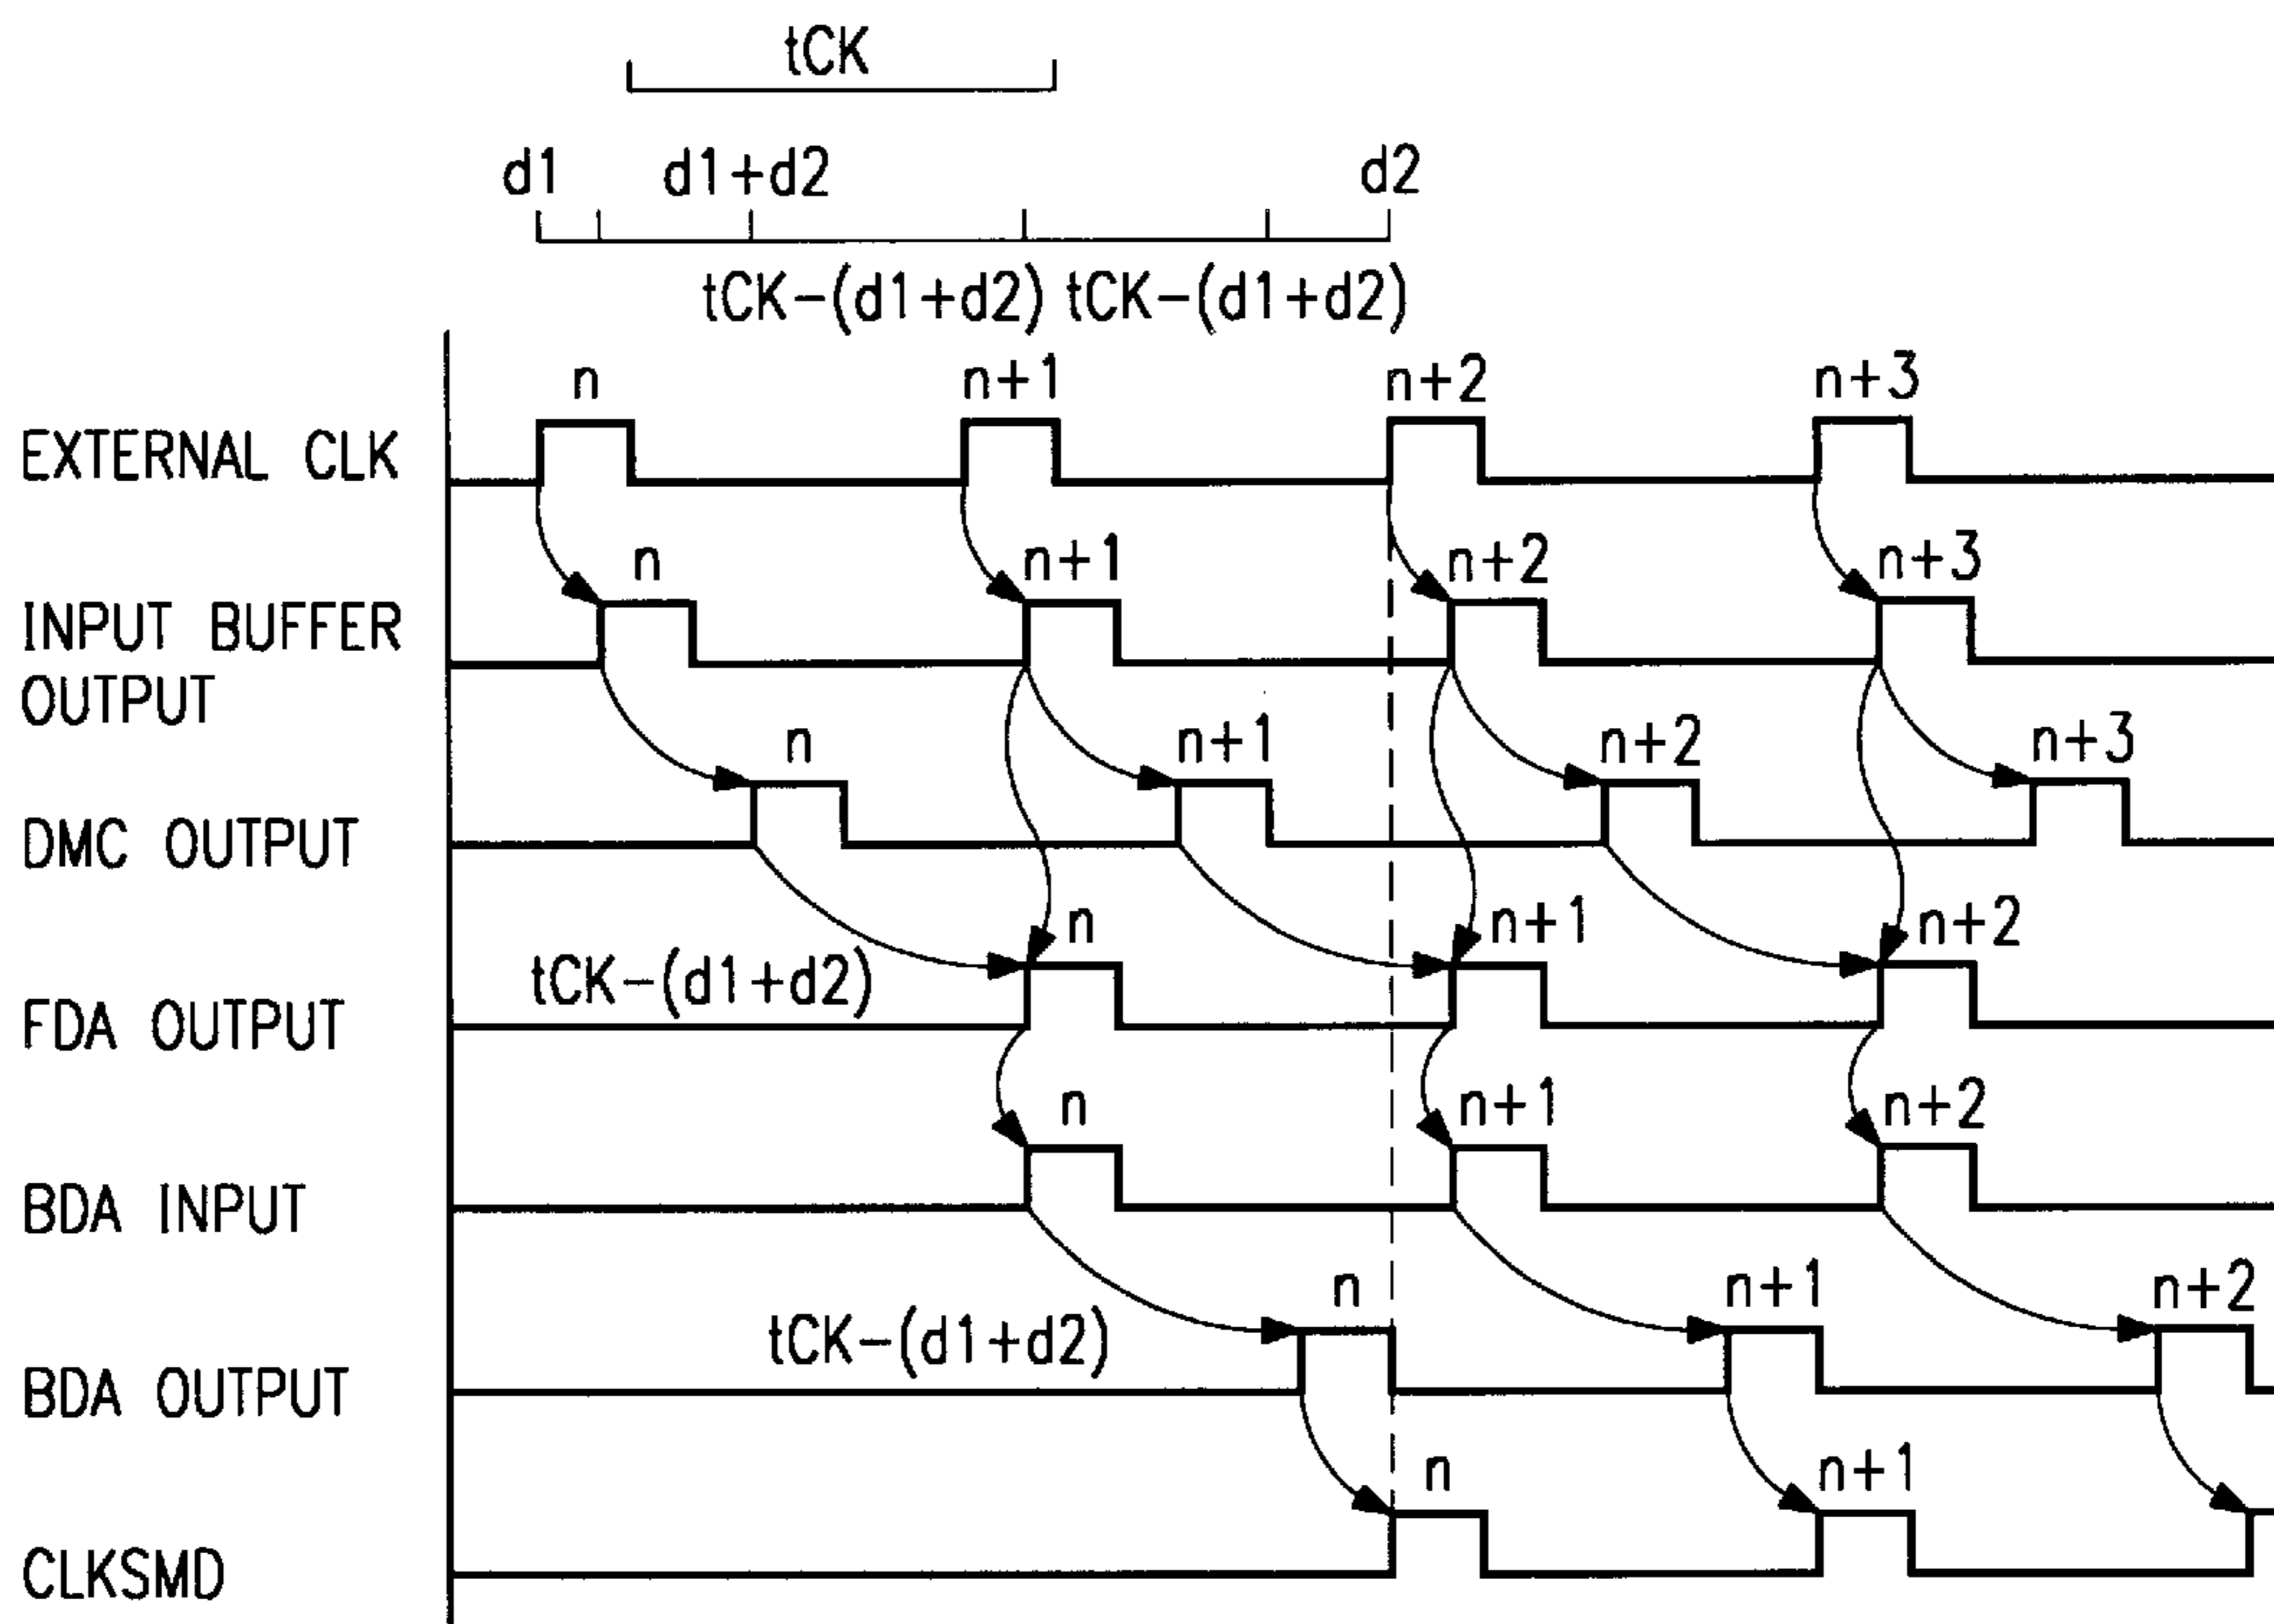 tCK
d1 d1+d2 d2
tCK-(d1+d2) tCK-(d1+d2)
n n+1 n+2 n+3
EXTERNAL CLK
n n+1 n+2 n+3
INPUT BUFFER
OUTPUT
n n+1 n+2 n+3
DMC OUTPUT
n n+1 n+2
tCK-(d1+d2)
FDA OUTPUT
n n+1 n+2
BDA INPUT
n n+1 n+2
tCK-(d1+d2)
BDA OUTPUT
n n+1
CLKSMD